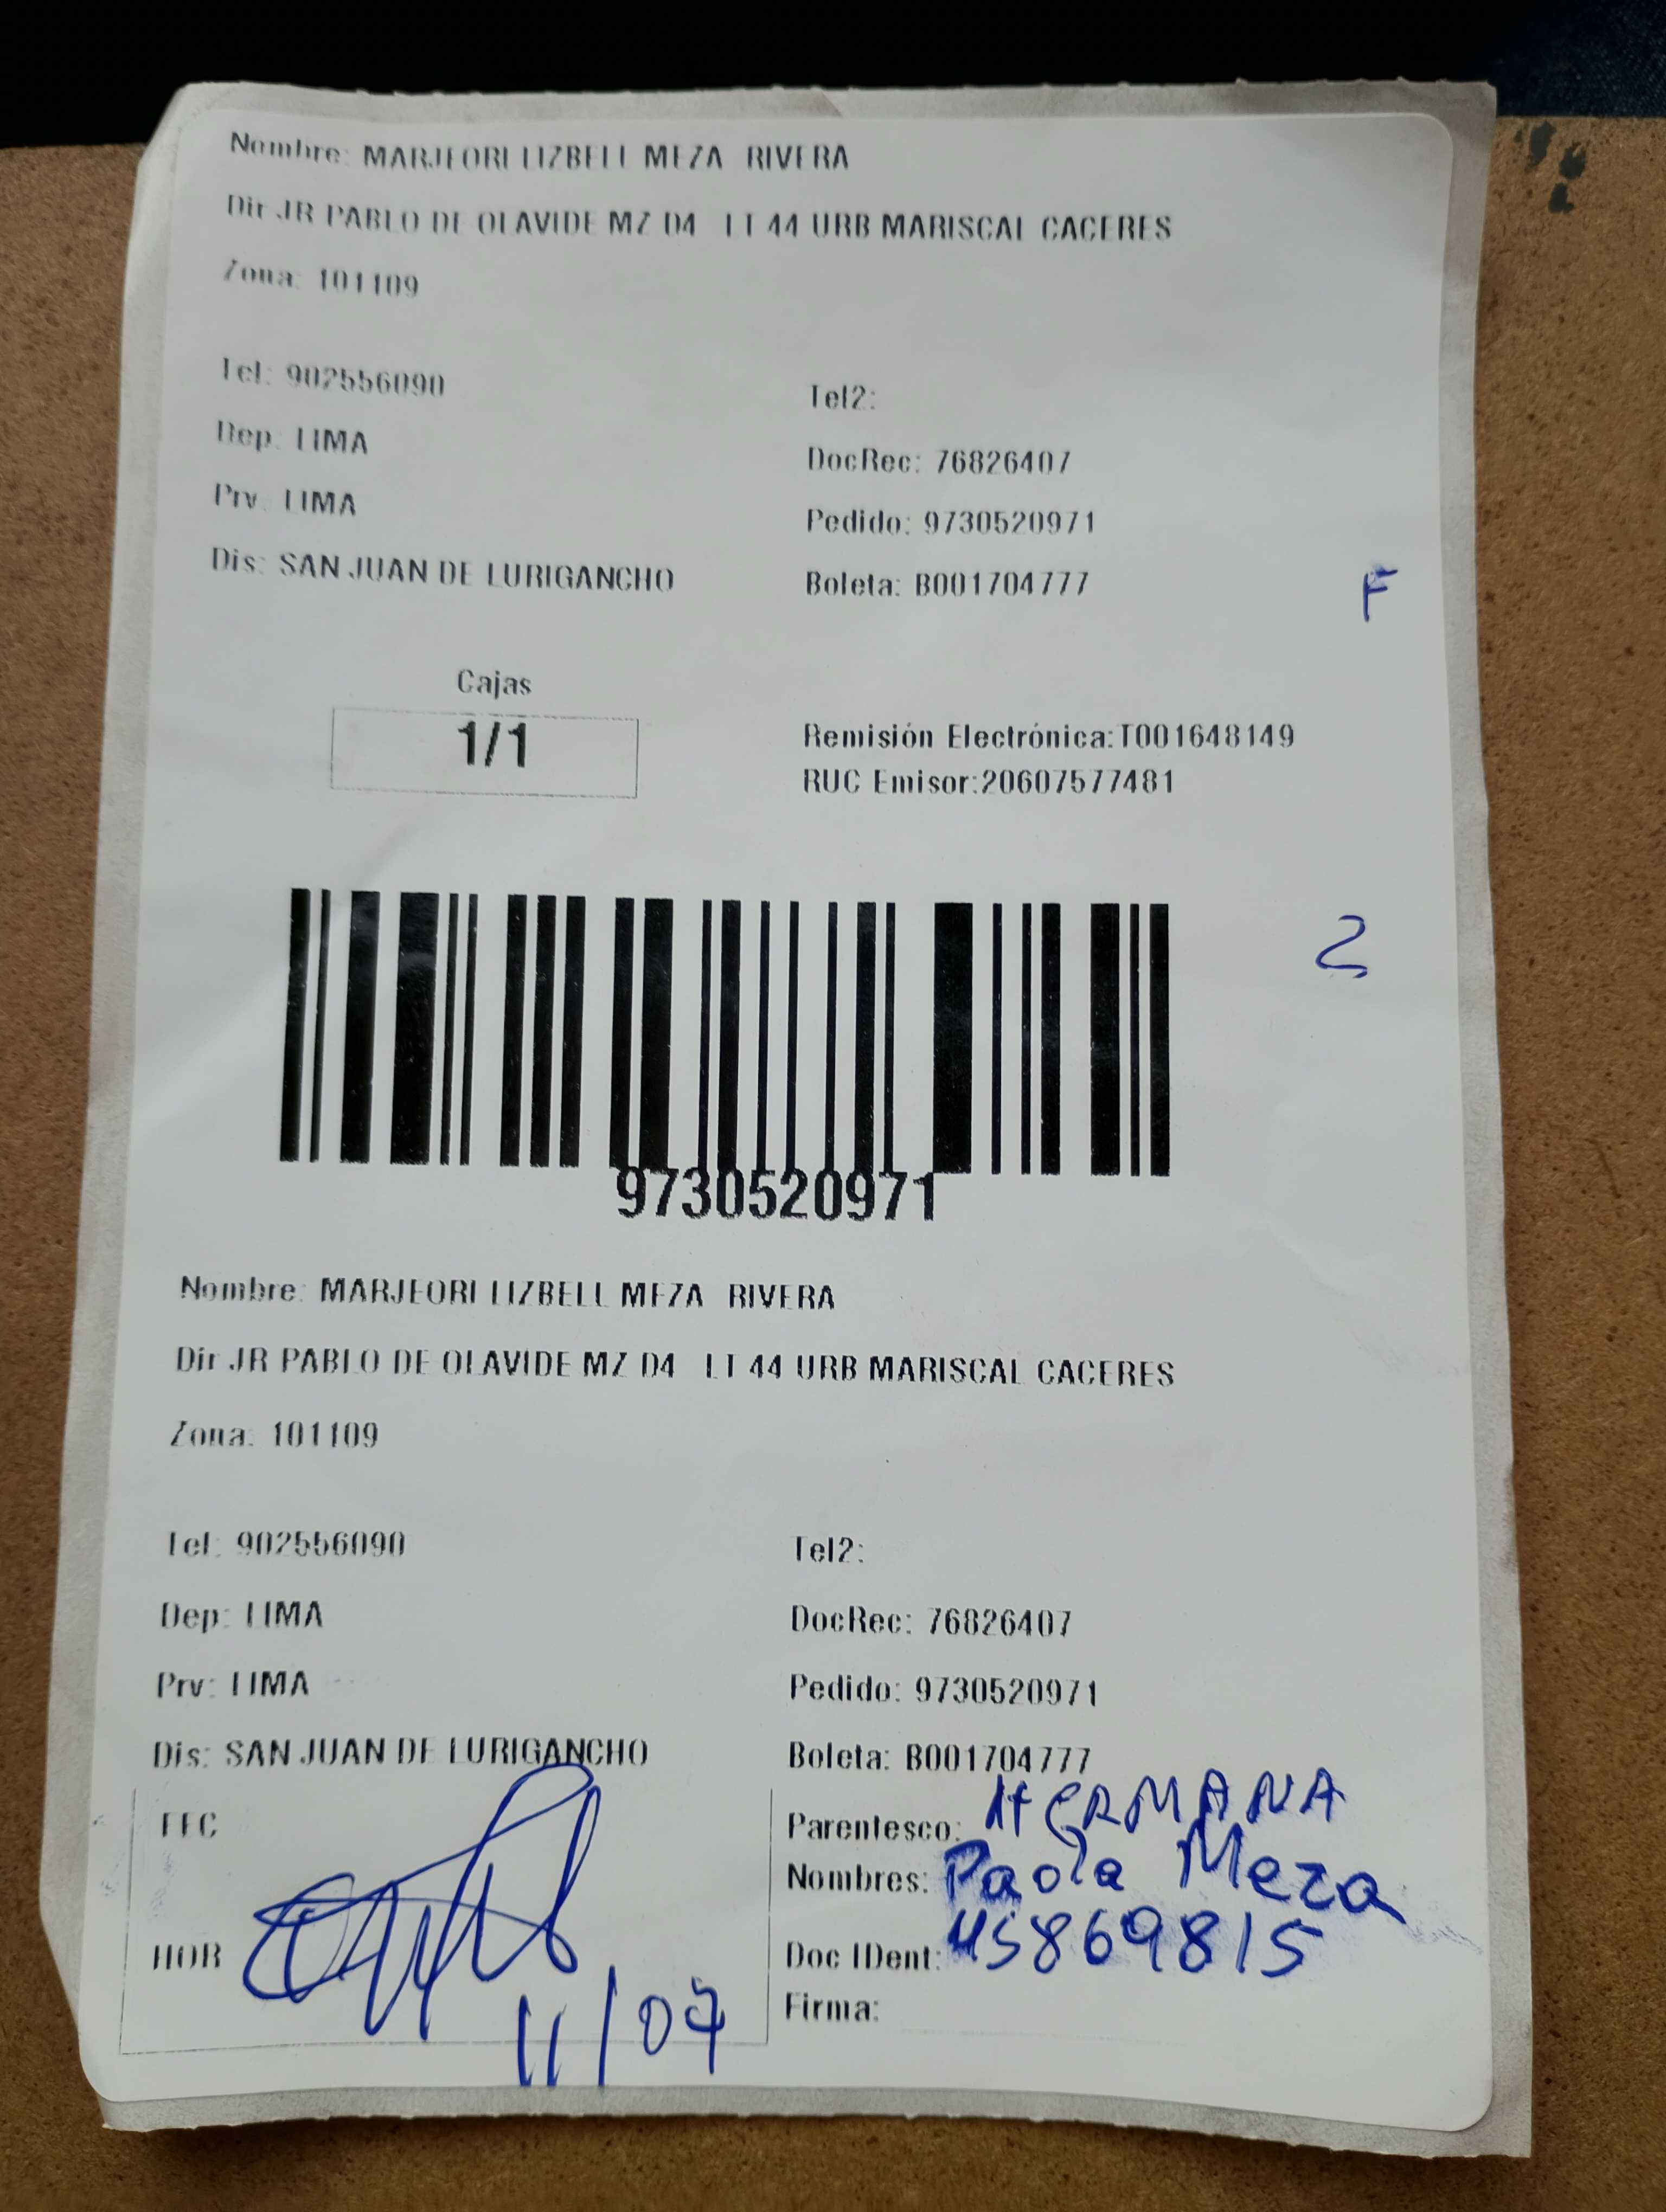 Nombre: MARJEORI LIZBELL MEZA RIVERA
Dir JR PABLO DE OLAVIDE MZ D4 LT 44 URB MARISCAL CACERES
Zona: 101109
Tel: 902556090 Tel2:
Dep: LIMA DocRec: 76826407
Prv: LIMA Pedido: 9730520971
Dis: SAN JUAN DE LURIGANCHO Boleta: B001704777
F
Cajas
1/1
Remisión Electrónica:T001648149
RUC Emisor:20607577481
2
9730520971
Nombre: MARJEORI LIZBELL MEZA RIVERA
Dir JR PABLO DE OLAVIDE MZ D4 LT 44 URB MARISCAL CACERES
Zona: 101109
Tel: 902556090 Tel2:
Dep: LIMA DocRec: 76826407
Prv: LIMA Pedido: 9730520971
Dis: SAN JUAN DE LURIGANCHO Boleta: B001704777
Parentesco: HERMANA
Nombres: Paola Meza
HOR Doc IDent: 45869815
Firma:
11/07